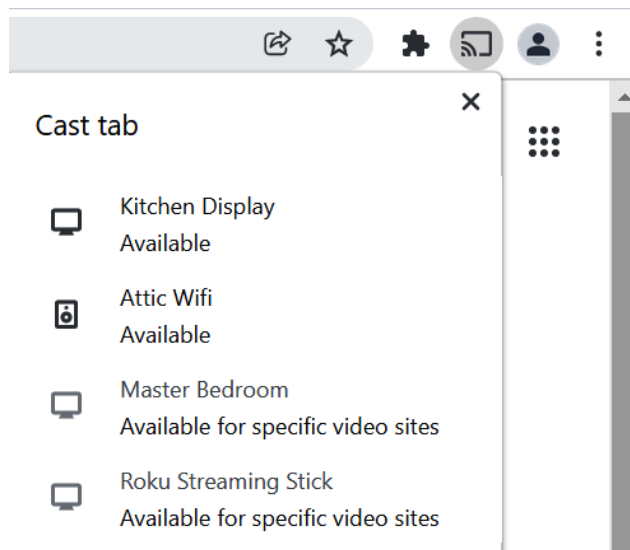 Cast tab
Kitchen Display
Available
Attic Wifi
Available
Master Bedroom
Available for specific video sites
Roku Streaming Stick
Available for specific video sites